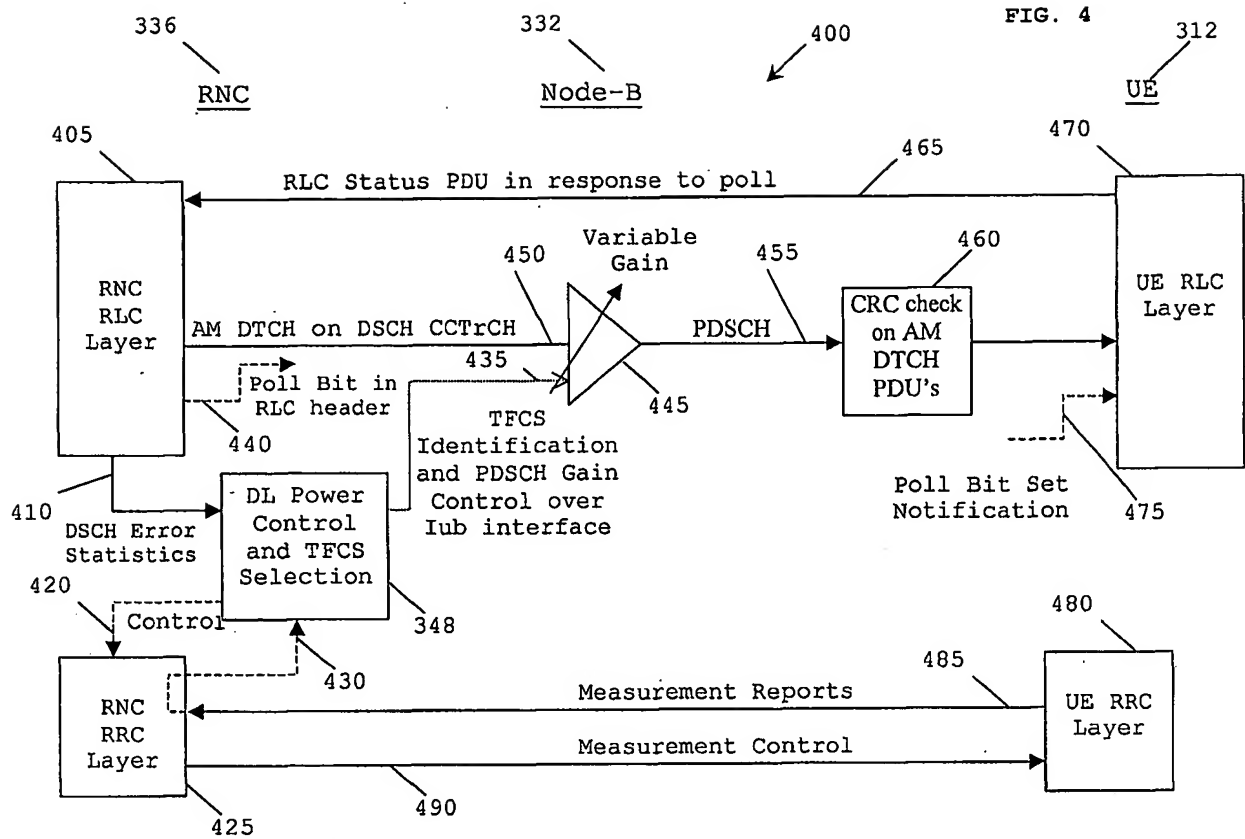 FIG. 4
336
332
400
312
RNC
Node-B
UE
405
465
470
RLC Status PDU in response to poll
Variable
Gain
450
455
460
RNC
RLC
Layer
UE RLC
Layer
CRC check
on AM
DTCH
PDU's
AM DTCH on DSCH CCTrCH
PDSCH
435
445
Poll Bit in
RLC header
440
TFCS
Identification
and PDSCH Gain
Control over
Iub interface
410
DSCH Error
Statistics
DL Power
Control
and TFCS
Selection
Poll Bit Set
Notification
475
420
Control
348
430
480
485
RNC
RRC
Layer
Measurement Reports
UE RRC
Layer
Measurement Control
490
425